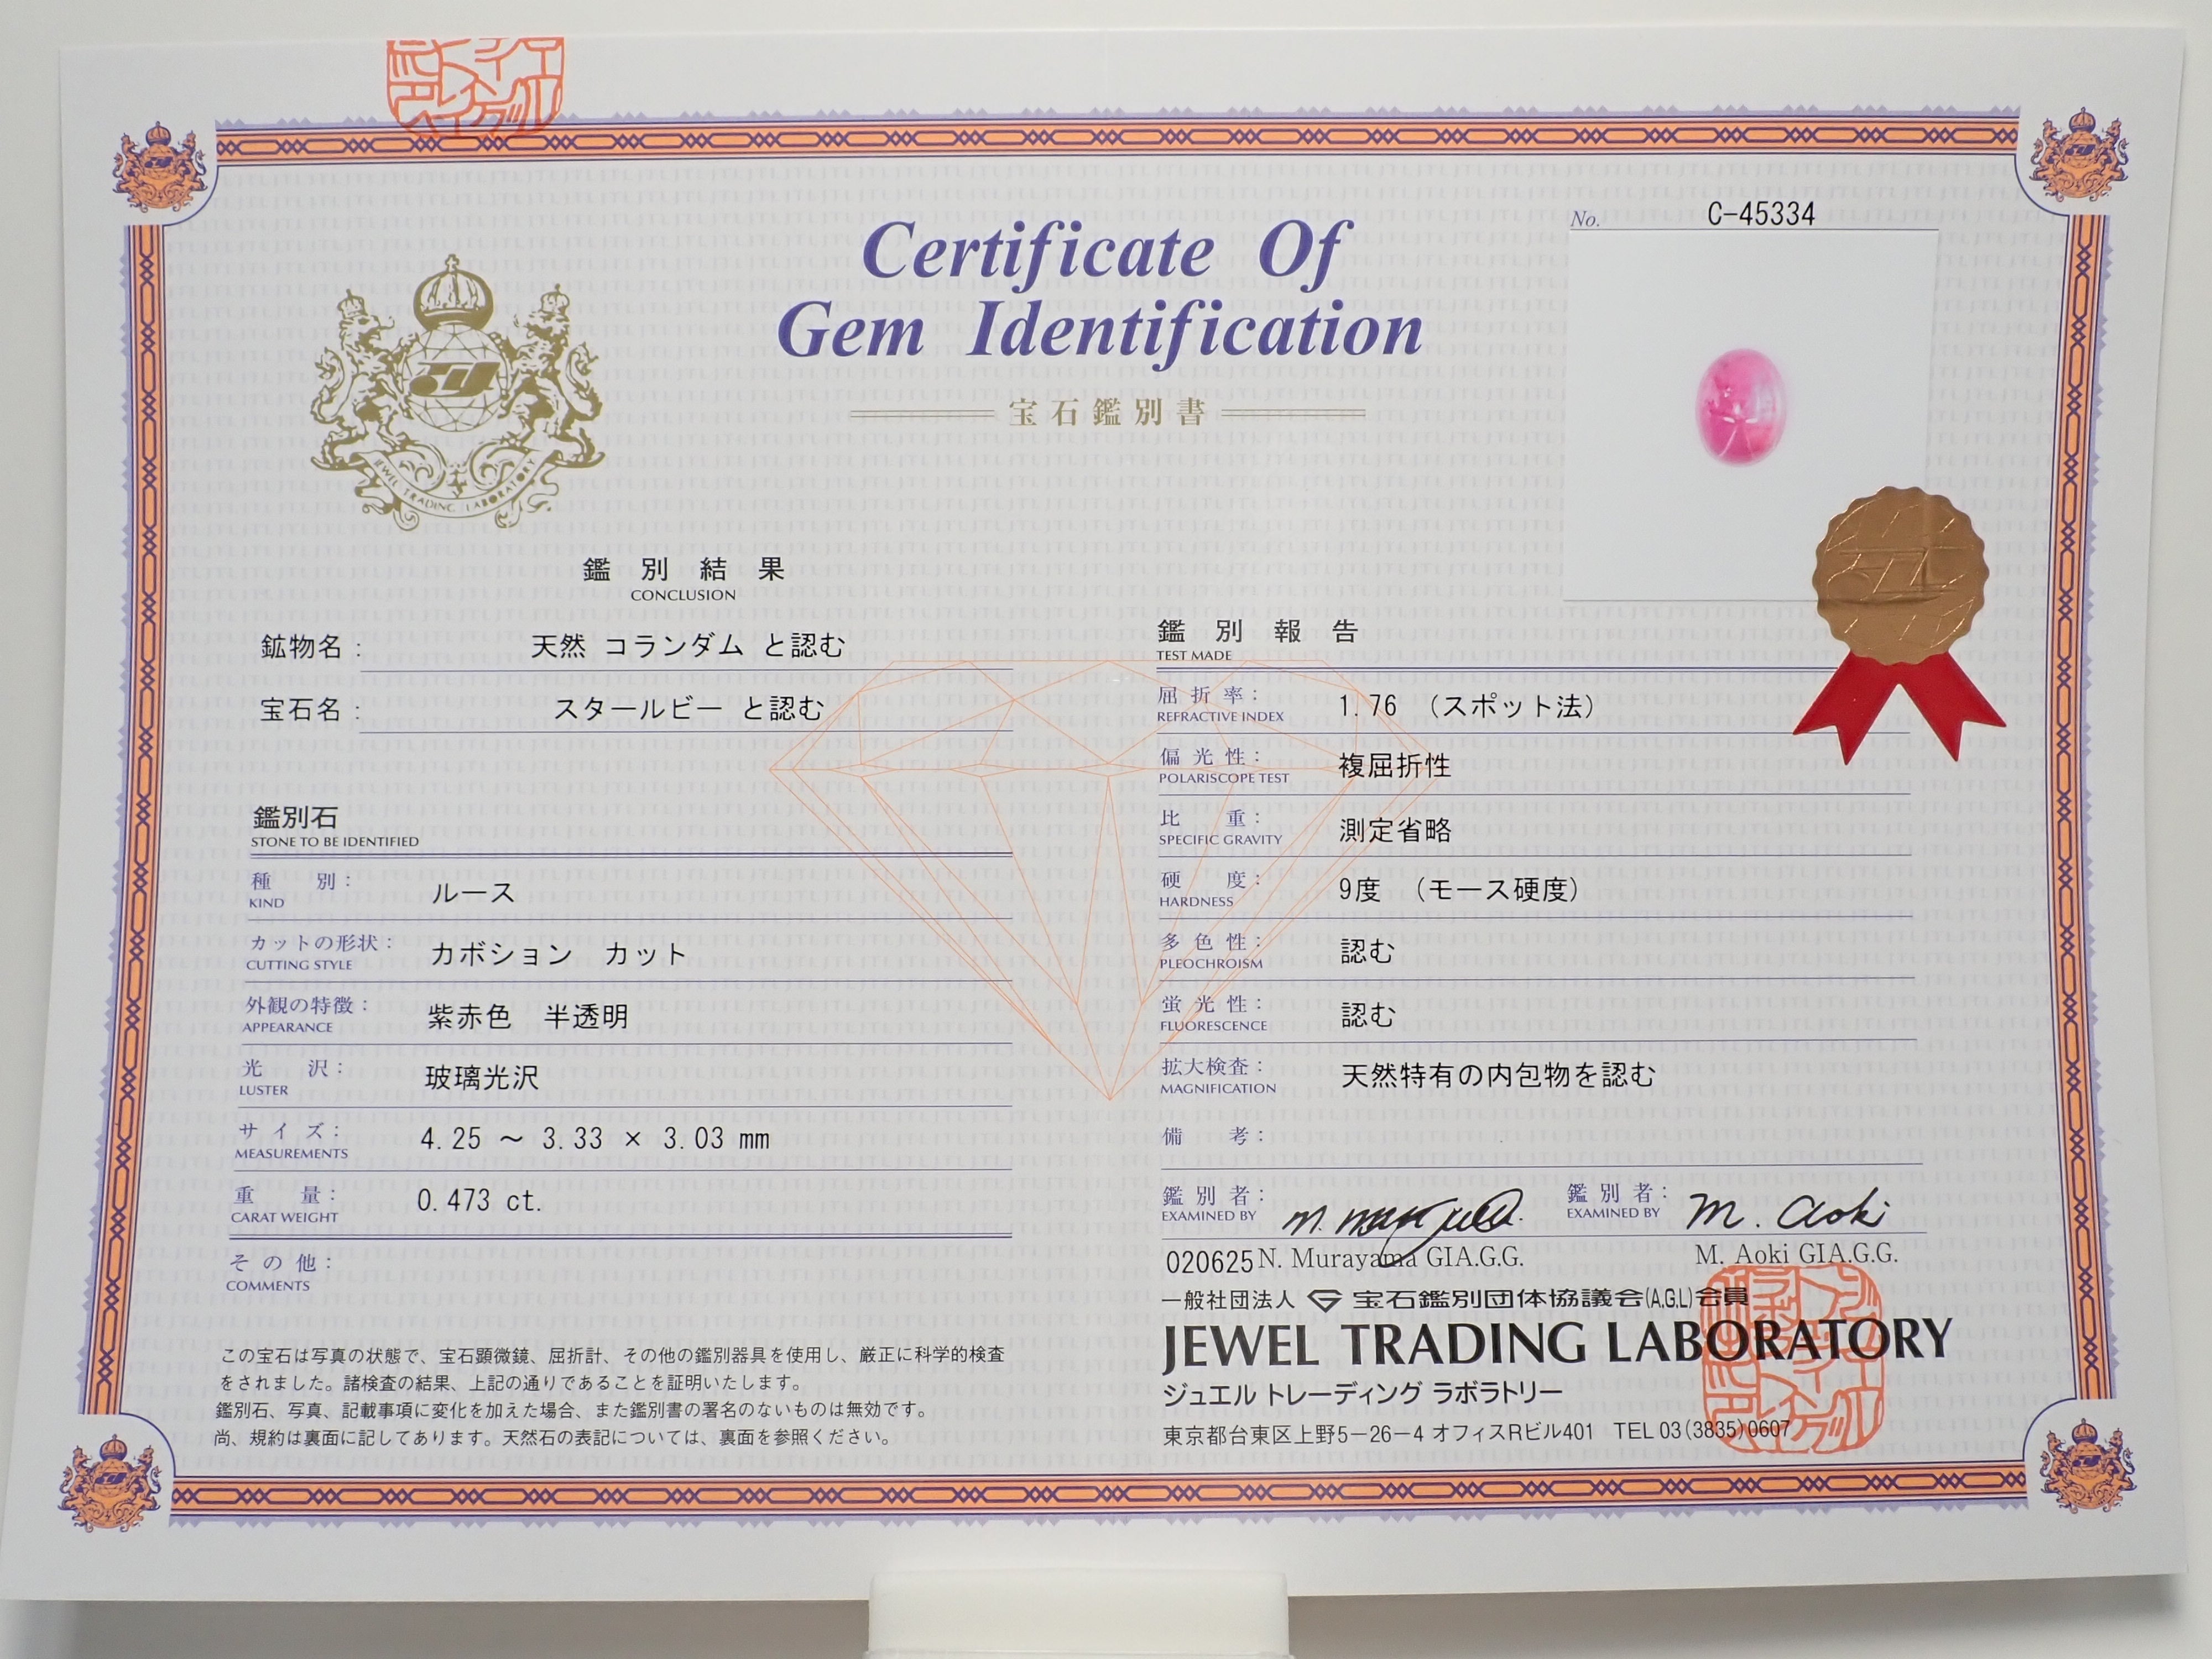 No. C-45334
Certificate Of
Gem Identification
宝石鑑別書
JEWEL TRADING LABORATORY
鑑別結果
CONCLUSION
鉱物名: 天然 コランダム と認む
宝石名: スタールビー と認む
鑑別石
STONE TO BE IDENTIFIED
種 別: ルース
KIND
カットの形状: カボション カット
CUTTING STYLE
外観の特徴: 紫赤色 半透明
APPEARANCE
光 沢: 玻璃光沢
LUSTER
サイズ: 4.25 ～ 3.33 × 3.03 mm
MEASUREMENTS
重 量: 0.473 ct.
CARAT WEIGHT
その他:
COMMENTS
この宝石は写真の状態で、宝石顕微鏡、屈折計、その他の鑑別器具を使用し、厳正に科学的検査
をされました。諸検査の結果、上記の通りであることを証明いたします。
鑑別石、写真、記載事項に変化を加えた場合、また鑑別書の署名のないものは無効です。
尚、規約は裏面に記してあります。天然石の表記については、裏面を参照ください。
鑑別報告
TEST MADE
屈折率: 1.76 （スポット法）
REFRACTIVE INDEX
偏光性: 複屈折性
POLARISCOPE TEST
比 重: 測定省略
SPECIFIC GRAVITY
硬 度: 9度 （モース硬度）
HARDNESS
多色性: 認む
PLEOCHROISM
蛍光性: 認む
FLUORESCENCE
拡大検査: 天然特有の内包物を認む
MAGNIFICATION
備 考:
鑑別者: 鑑別者: M. Aoki
EXAMINED BY EXAMINED BY
020625 N. Murayama GIA.G.G. M. Aoki GIA.G.G.
一般社団法人 宝石鑑別団体協議会(A.G.L)会員
JEWEL TRADING LABORATORY
ジュエル トレーディング ラボラトリー
東京都台東区上野5−26−4 オフィスRビル401 TEL 03(3835)0607